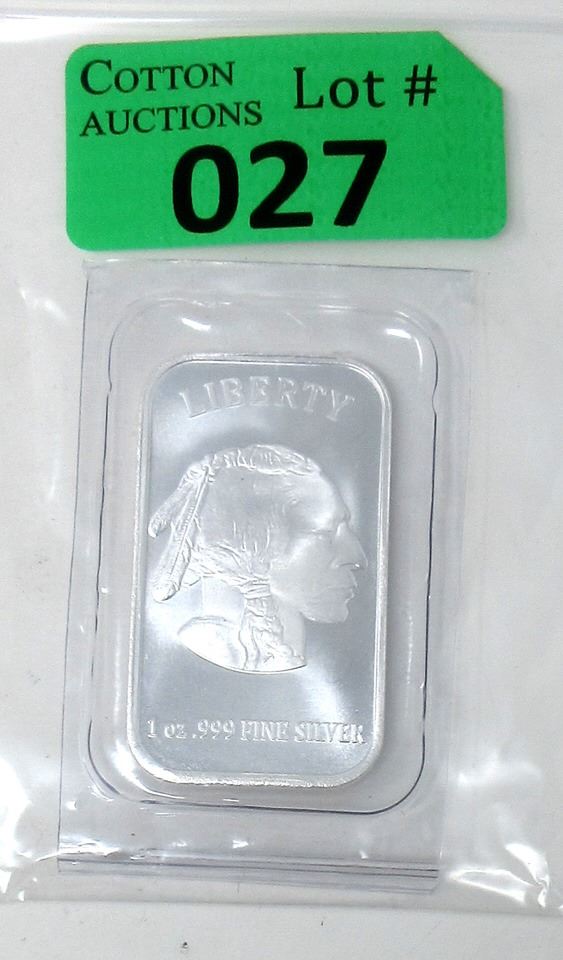 COTTON
AUCTIONS
Lot #
027
LIBERTY
1 oz .999 FINE SILVER